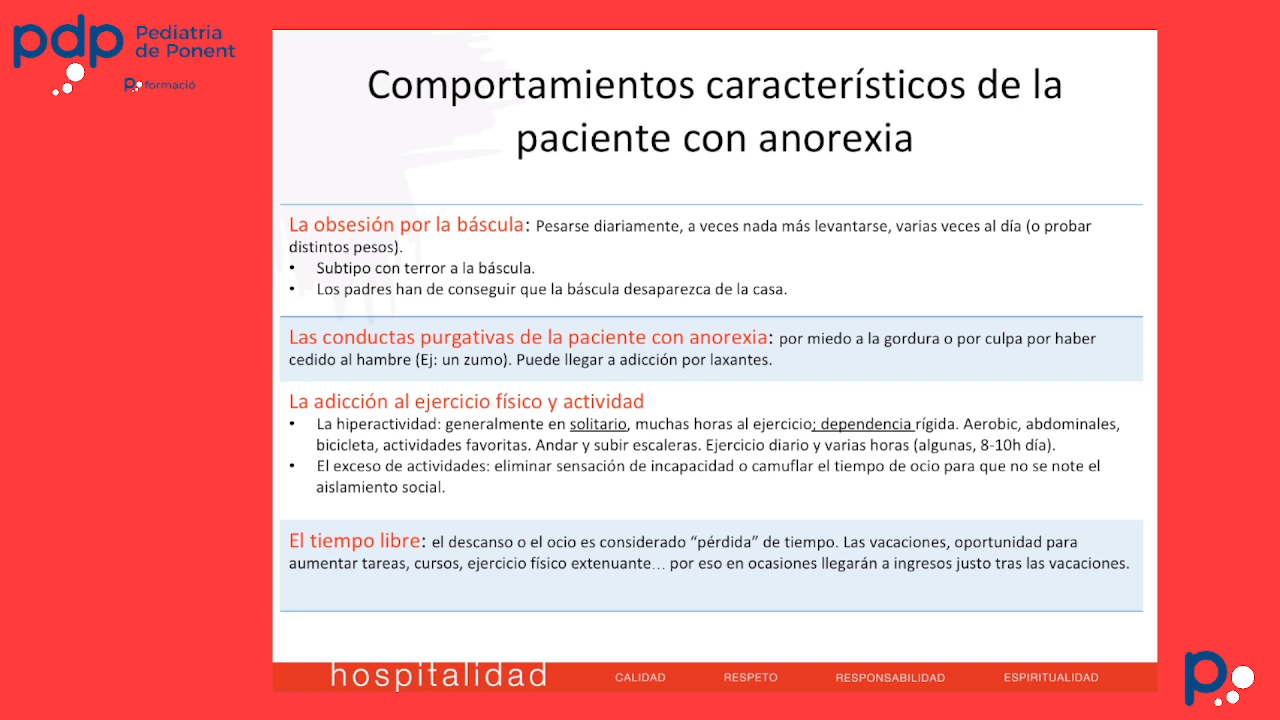 pdp Pediatria
de Ponent
p formació
Comportamientos característicos de la
paciente con anorexia
La obsesión por la báscula: Pesarse diariamente, a veces nada más levantarse, varias veces al día (o probar
distintos pesos).
• Subtipo con terror a la báscula.
• Los padres han de conseguir que la báscula desaparezca de la casa.
Las conductas purgativas de la paciente con anorexia: por miedo a la gordura o por culpa por haber
cedido al hambre (Ej: un zumo). Puede llegar a adicción por laxantes.
La adicción al ejercicio físico y actividad
• La hiperactividad: generalmente en solitario, muchas horas al ejercicio; dependencia rígida. Aerobic, abdominales,
bicicleta, actividades favoritas. Andar y subir escaleras. Ejercicio diario y varias horas (algunas, 8-10h día).
• El exceso de actividades: eliminar sensación de incapacidad o camuflar el tiempo de ocio para que no se note el
aislamiento social.
El tiempo libre: el descanso o el ocio es considerado “pérdida” de tiempo. Las vacaciones, oportunidad para
aumentar tareas, cursos, ejercicio físico extenuante… por eso en ocasiones llegarán a ingresos justo tras las vacaciones.
hospitalidad CALIDAD RESPETO RESPONSABILIDAD ESPIRITUALIDAD
p